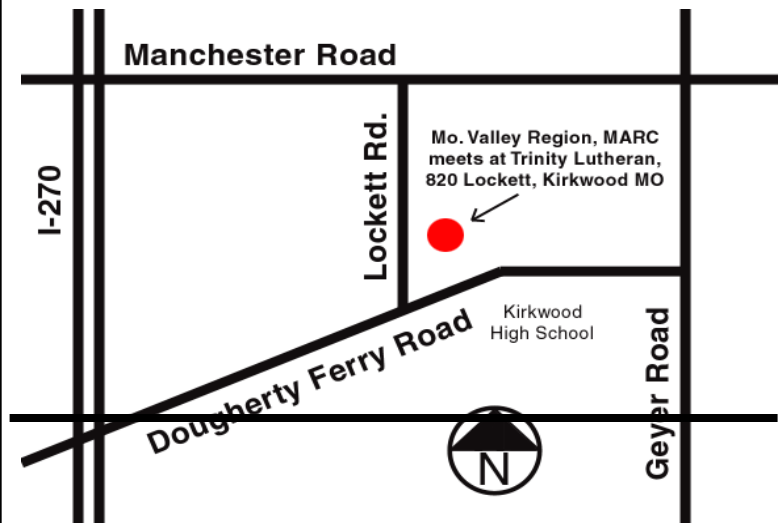 Manchester Road
I-270
Lockett Rd.
Mo. Valley Region, MARC
meets at Trinity Lutheran,
820 Lockett, Kirkwood MO
Kirkwood
High School
Dougherty Ferry Road
Geyer Road
N